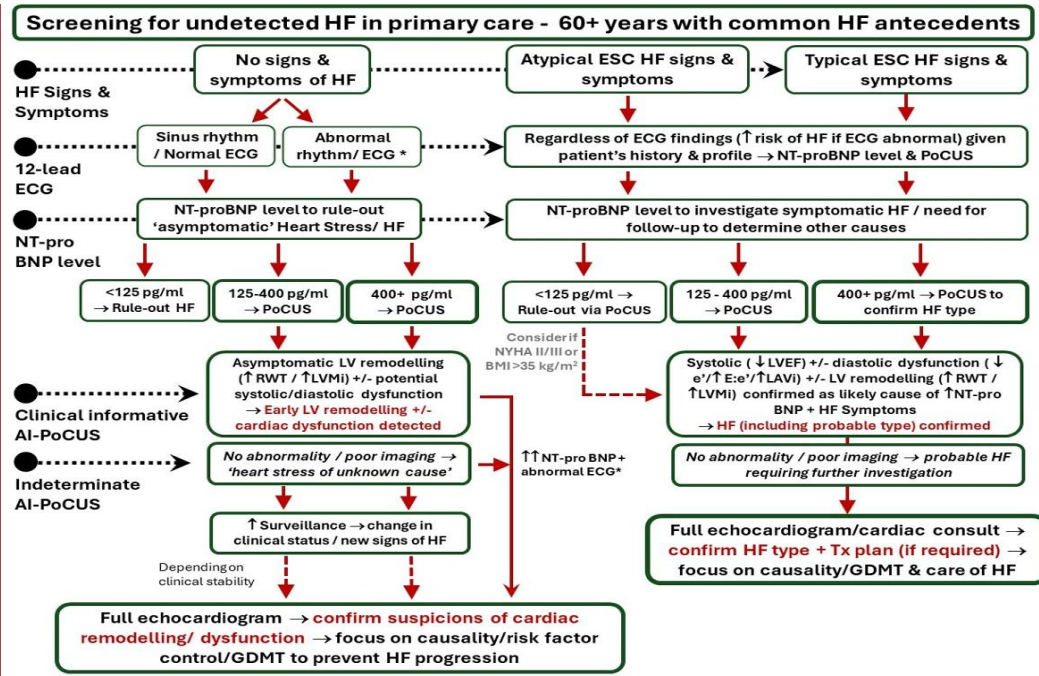 Screening for undetected HF in primary care - 60+ years with common HF antecedents
HF Signs &
Symptoms
No signs &
symptoms of HF
Atypical ESC HF signs &
symptoms
Typical ESC HF signs &
symptoms
12-lead
ECG
Sinus rhythm
/ Normal ECG
Abnormal
rhythm/ ECG *
Regardless of ECG findings (↑ risk of HF if ECG abnormal) given
patient's history & profile → NT-proBNP level & PoCUS
NT-pro
BNP level
NT-proBNP level to rule-out
'asymptomatic' Heart Stress/ HF
NT-proBNP level to investigate symptomatic HF / need for
follow-up to determine other causes
<125 pg/ml
→ Rule-out HF
125-400 pg/ml
→ PoCUS
400+ pg/ml
→ PoCUS
<125 pg/ml →
Rule-out via PoCUS
125 - 400 pg/ml
→ PoCUS
400+ pg/ml → PoCUS to
confirm HF type
Consider if
NYHA II/III or
BMI >35 kg/m²
Clinical informative
AI-PoCUS
Asymptomatic LV remodelling
(↑ RWT / ↑LVMi) +/- potential
systolic/diastolic dysfunction
→ Early LV remodelling +/-
cardiac dysfunction detected
Systolic (↓LVEF) +/- diastolic dysfunction (↓
e'/↑ E:e'/↑LAVi) +/- LV remodelling (↑ RWT /
↑LVMi) confirmed as likely cause of ↑NT-pro
BNP + HF Symptoms
→ HF (including probable type) confirmed
Indeterminate
AI-PoCUS
No abnormality / poor imaging →
'heart stress of unknown cause'
↑↑ NT-pro BNP +
abnormal ECG*
No abnormality / poor imaging → probable HF
requiring further investigation
↑ Surveillance → change in
clinical status / new signs of HF
Depending on
clinical stability
Full echocardiogram/cardiac consult →
confirm HF type + Tx plan (if required) →
focus on causality/GDMT & care of HF
Full echocardiogram → confirm suspicions of cardiac
remodelling/ dysfunction → focus on causality/risk factor
control/GDMT to prevent HF progression